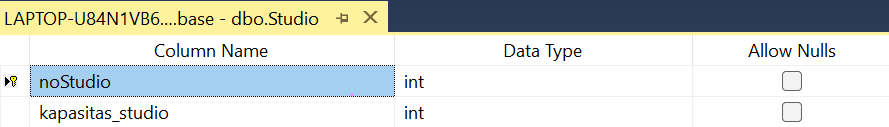 LAPTOP-U84N1VB6....base - dbo.Studio
Column Name Data Type Allow Nulls
noStudio int
kapasitas_studio int